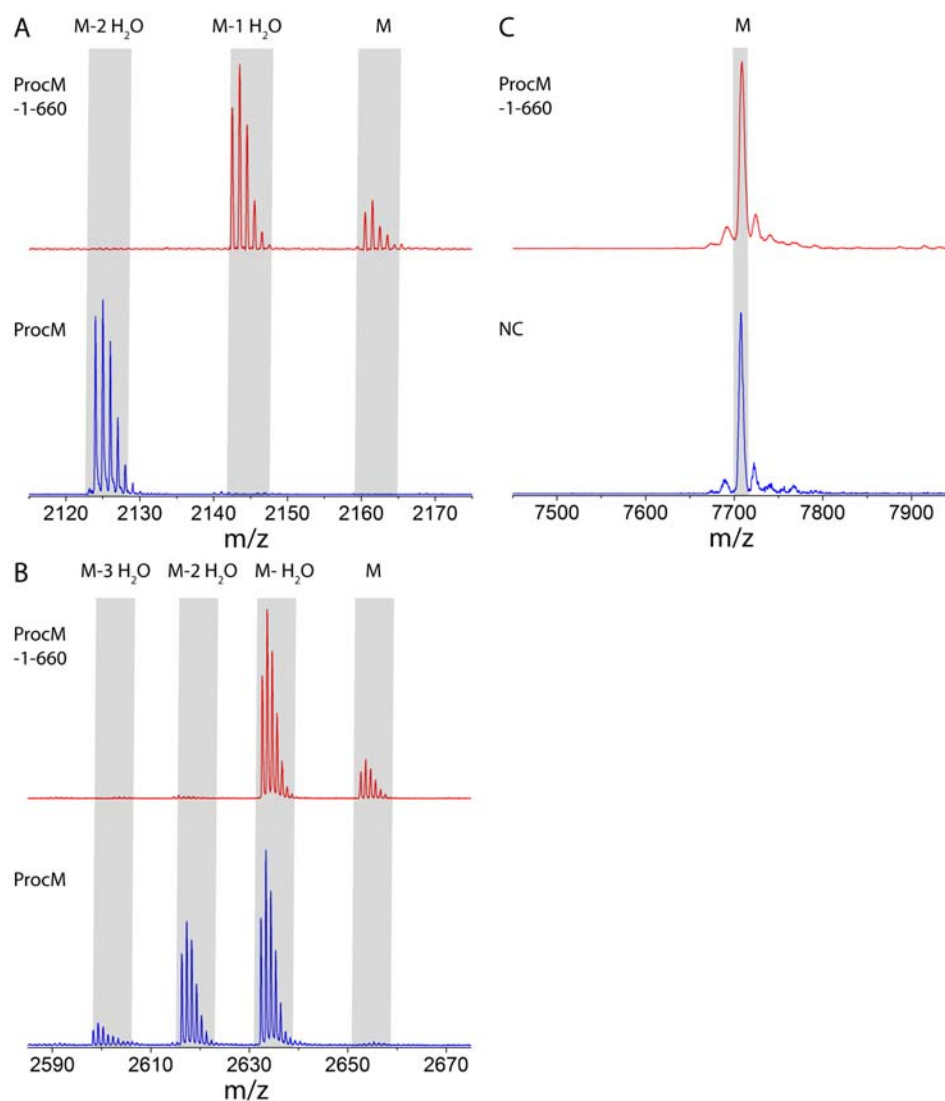 A
M-2 H₂O M-1 H₂O M
ProcM
-1-660
ProcM
2120 2130 2140 2150 2160 2170
m/z
C
M
ProcM
-1-660
NC
7500 7600 7700 7800 7900
m/z
B
M-3 H₂O M-2 H₂O M- H₂O M
ProcM
-1-660
ProcM
2590 2610 2630 2650 2670
m/z